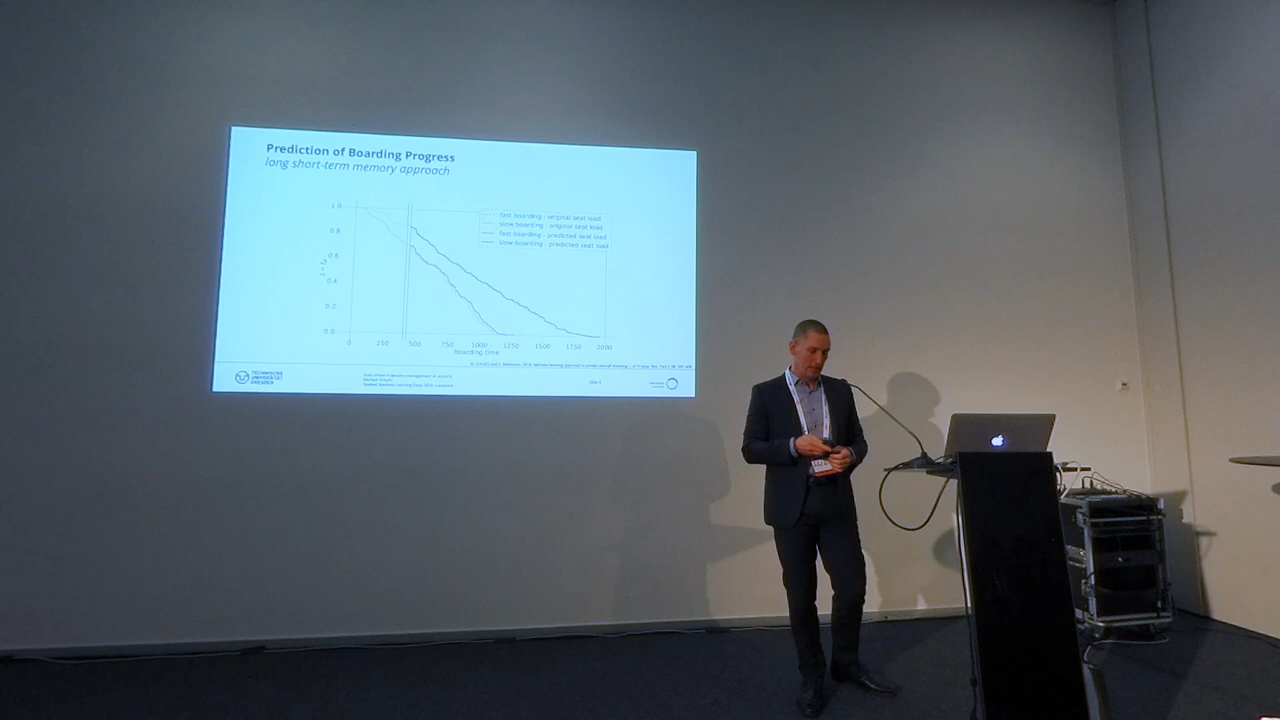 Prediction of Boarding Progress
long short-term memory approach
fast boarding - original seat load
slow boarding - original seat load
fast boarding - predicted seat load
slow boarding - predicted seat load
1.0
0.8
0.6
0.4
0.2
0.0
0 250 500 750 1000 1250 1500 1750 2000
boarding time
TECHNISCHE
UNIVERSITÄT
DRESDEN
Michael Schultz